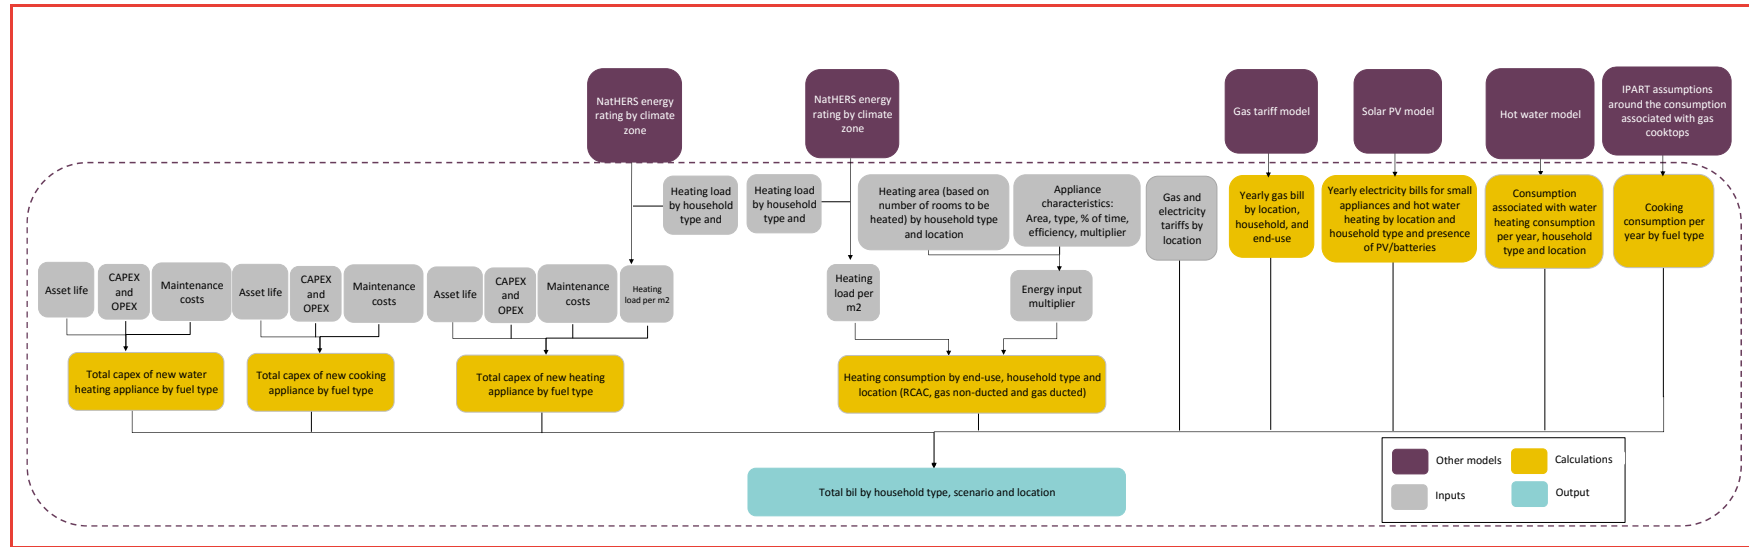 NatHERS energy
rating by climate
zone
NatHERS energy
rating by climate
zone
Gas tariff model
Solar PV model
Hot water model
IPART assumptions
around the consumption
associated with gas
cooktops
Heating load
by household
type and
Heating load
by household
type and
Heating area (based on
number of rooms to be
heated) by household type
and location
Appliance
characteristics:
Area, type, % of time,
efficiency, multiplier
Gas and
electricity
tariffs by
location
Yearly gas bill
by location,
household, and
end-use
Yearly electricity bills for small
appliances and hot water
heating by location and
household type and presence
of PV/batteries
Consumption
associated with water
heating consumption
per year, household
type and location
Cooking
consumption per
year by fuel type
Asset life
CAPEX
and
OPEX
Maintenance
costs
Asset life
CAPEX
and
OPEX
Maintenance
costs
Asset life
CAPEX
and
OPEX
Maintenance
costs
Heating
load per m2
Heating
load per
m2
Energy input
multiplier
Total capex of new water
heating appliance by fuel type
Total capex of new cooking
appliance by fuel type
Total capex of new heating
appliance by fuel type
Heating consumption by end-use, household type and
location (RCAC, gas non-ducted and gas ducted)
Total bil by household type, scenario and location
Other models
Calculations
Inputs
Output